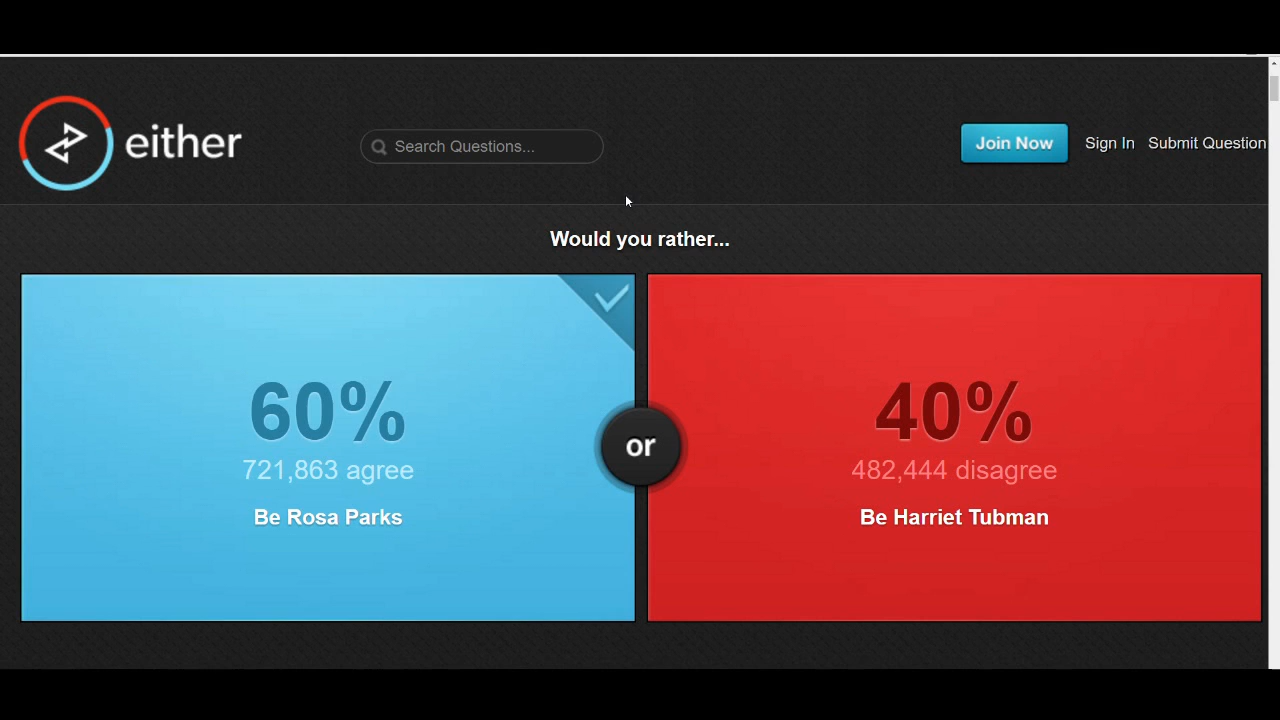 either
Search Questions...
Join Now
Sign In
Submit Question
Would you rather...
60%
721,863 agree
Be Rosa Parks
or
40%
482,444 disagree
Be Harriet Tubman